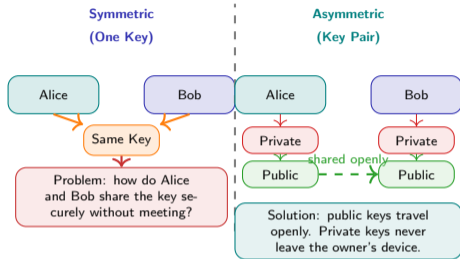 Symmetric
(One Key)
Alice
Bob
Same Key
Problem: how do Alice
and Bob share the key se-
curely without meeting?
Asymmetric
(Key Pair)
Alice
Bob
Private
Private
shared openly
Public
Public
Solution: public keys travel
openly. Private keys never
leave the owner's device.